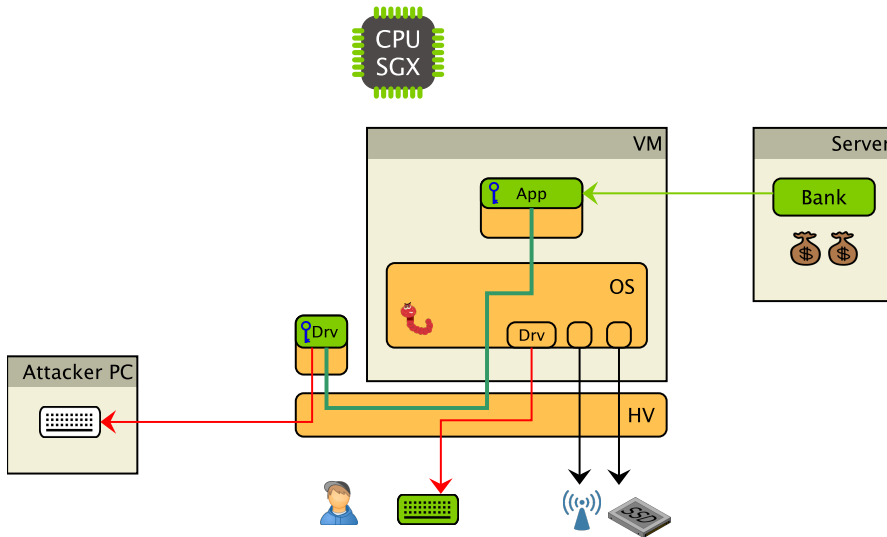 CPU
SGX
VM
Server
App
Bank
$ $
OS
Drv
Drv
Attacker PC
HV
SSD